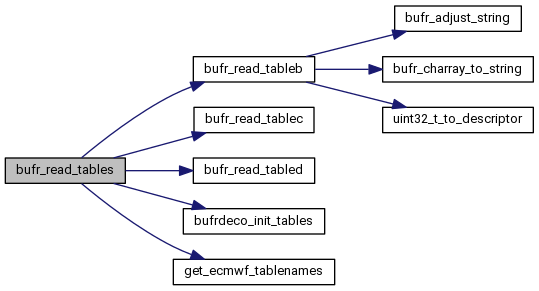 bufr_read_tables
bufr_read_tableb
bufr_adjust_string
bufr_charray_to_string
uint32_t_to_descriptor
bufr_read_tablec
bufr_read_tabled
bufrdeco_init_tables
get_ecmwf_tablenames